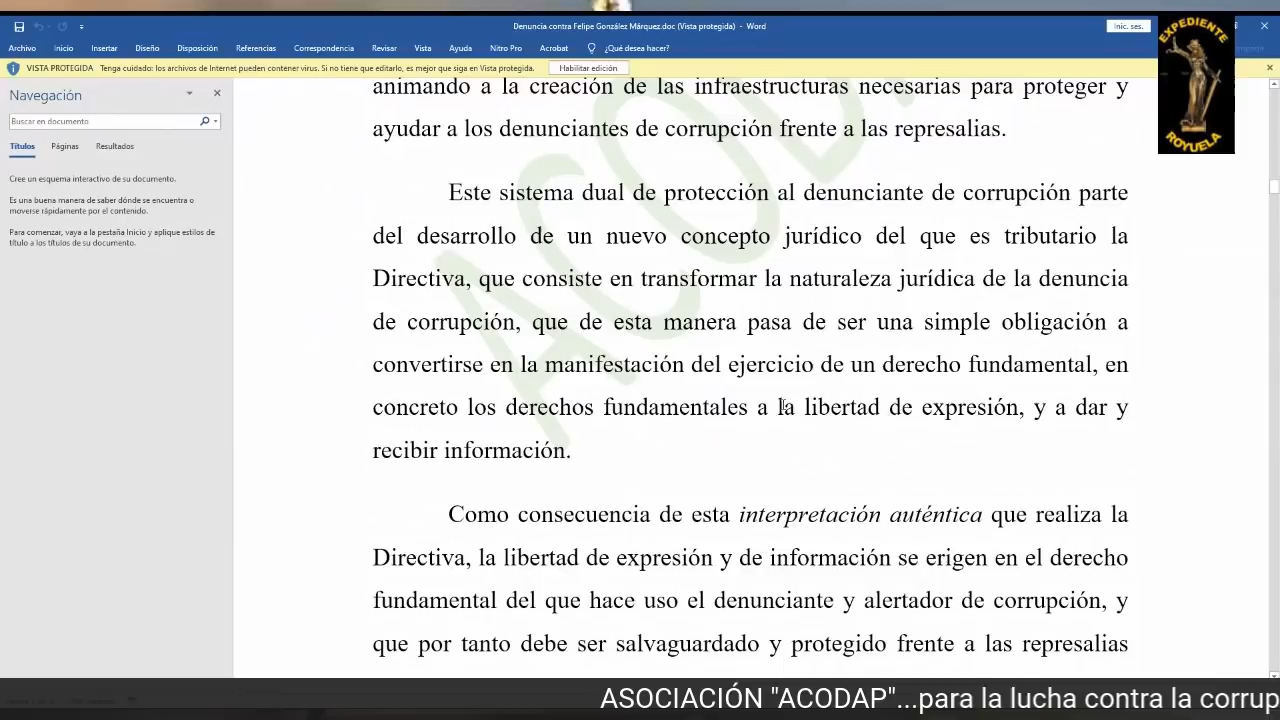 Denuncia contra Felipe González Márquez.doc (Vista protegida) - Word
Inic. ses.
Archivo Inicio Insertar Diseño Disposición Referencias Correspondencia Revisar Vista Ayuda Nitro Pro Acrobat ¿Qué desea hacer?
VISTA PROTEGIDA Tenga cuidado: los archivos de Internet pueden contener virus. Si no tiene que editarlo, es mejor que siga en Vista protegida. Habilitar edición
EXPEDIENTE
ROYUELA
Navegación
Buscar en documento
Títulos Páginas Resultados
Cree un esquema interactivo de su documento.
Es una buena manera de saber dónde se encuentra o
moverse rápidamente por el contenido.
Para comenzar, vaya a la pestaña Inicio y aplique estilos de
título a los títulos de su documento.
animando a la creación de las infraestructuras necesarias para proteger y
ayudar a los denunciantes de corrupción frente a las represalias.
Este sistema dual de protección al denunciante de corrupción parte
del desarrollo de un nuevo concepto jurídico del que es tributario la
Directiva, que consiste en transformar la naturaleza jurídica de la denuncia
de corrupción, que de esta manera pasa de ser una simple obligación a
convertirse en la manifestación del ejercicio de un derecho fundamental, en
concreto los derechos fundamentales a la libertad de expresión, y a dar y
recibir información.
Como consecuencia de esta interpretación auténtica que realiza la
Directiva, la libertad de expresión y de información se erigen en el derecho
fundamental del que hace uso el denunciante y alertador de corrupción, y
que por tanto debe ser salvaguardado y protegido frente a las represalias
ASOCIACIÓN "ACODAP"...para la lucha contra la corrup